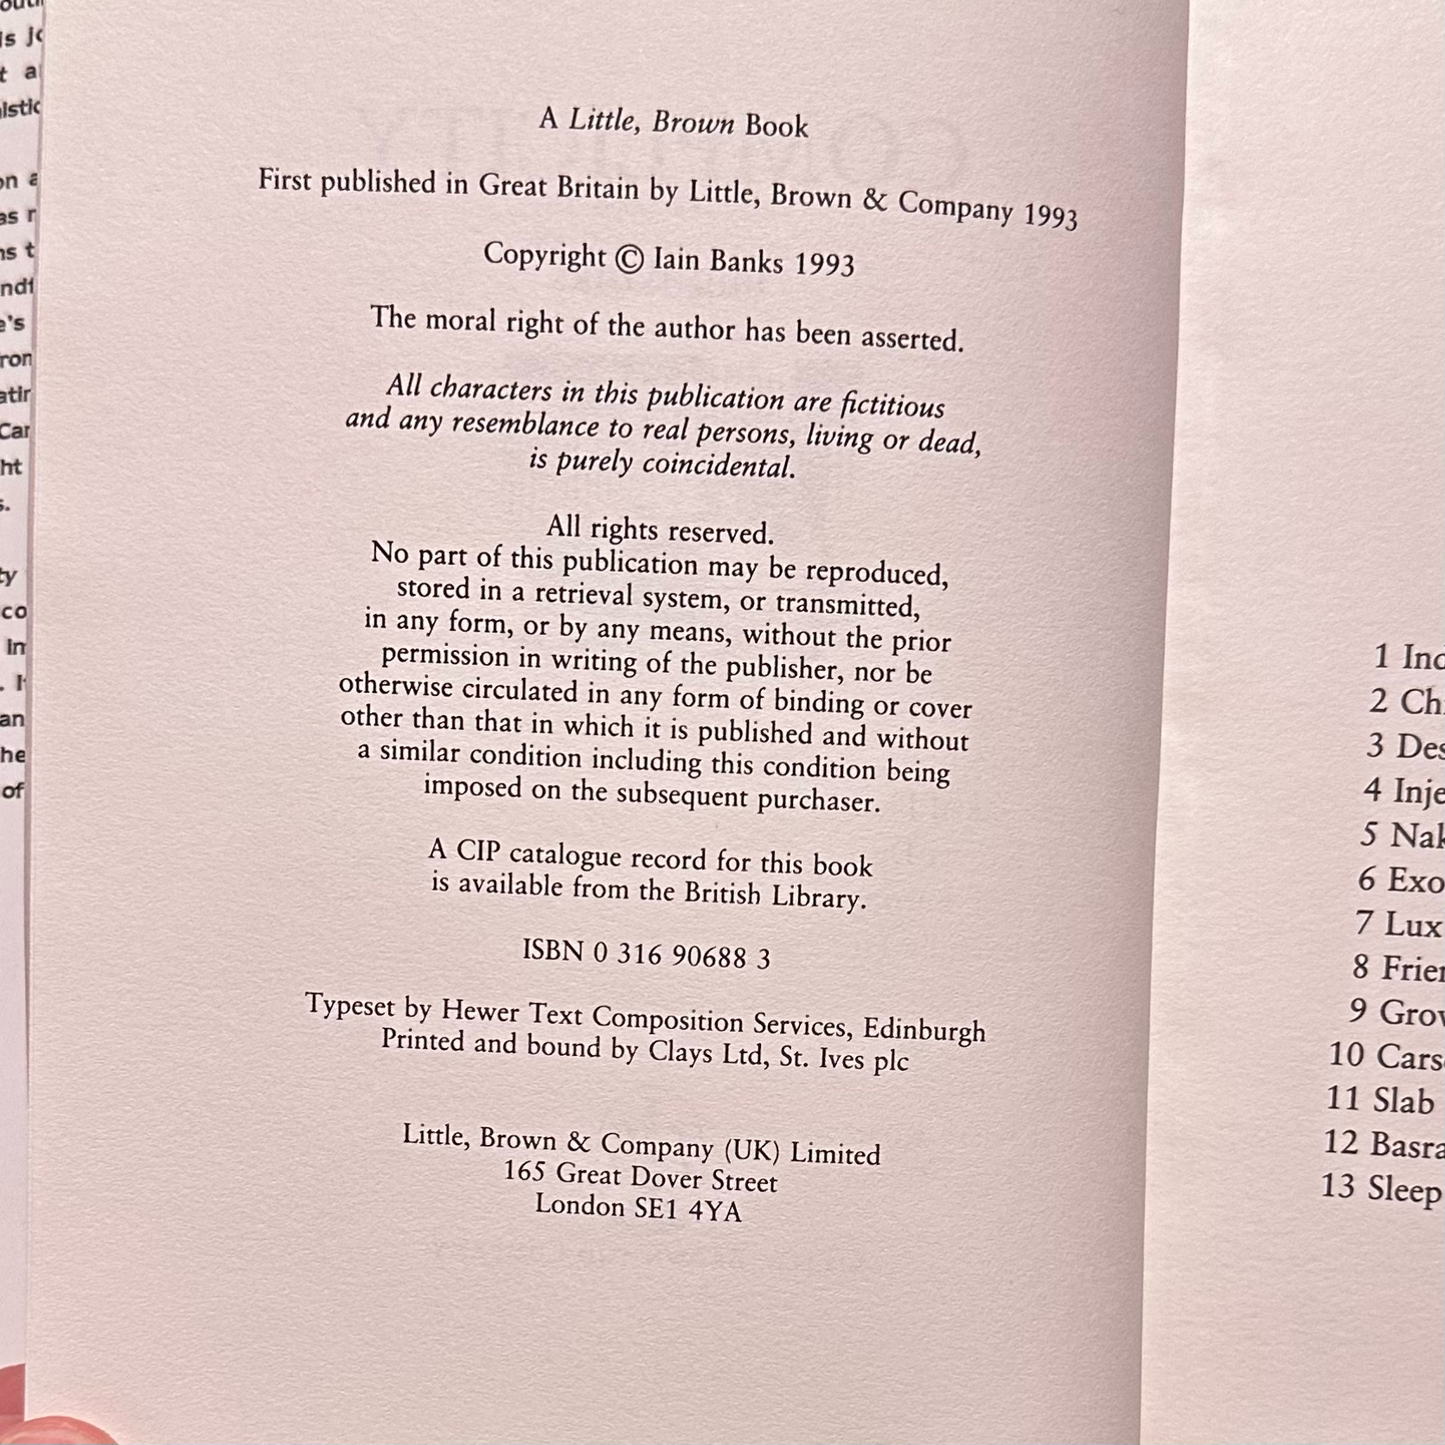 A Little, Brown Book
First published in Great Britain by Little, Brown & Company 1993
Copyright © Iain Banks 1993
The moral right of the author has been asserted.
All characters in this publication are fictitious
and any resemblance to real persons, living or dead,
is purely coincidental.
All rights reserved.
No part of this publication may be reproduced,
stored in a retrieval system, or transmitted,
in any form, or by any means, without the prior
permission in writing of the publisher, nor be
otherwise circulated in any form of binding or cover
other than that in which it is published and without
a similar condition including this condition being
imposed on the subsequent purchaser.
A CIP catalogue record for this book
is available from the British Library.
ISBN 0 316 90688 3
Typeset by Hewer Text Composition Services, Edinburgh
Printed and bound by Clays Ltd, St. Ives plc
Little, Brown & Company (UK) Limited
165 Great Dover Street
London SE1 4YA
1
2
3
4
5
6
7
8
9
10
11 Slab
12
13 Sleep